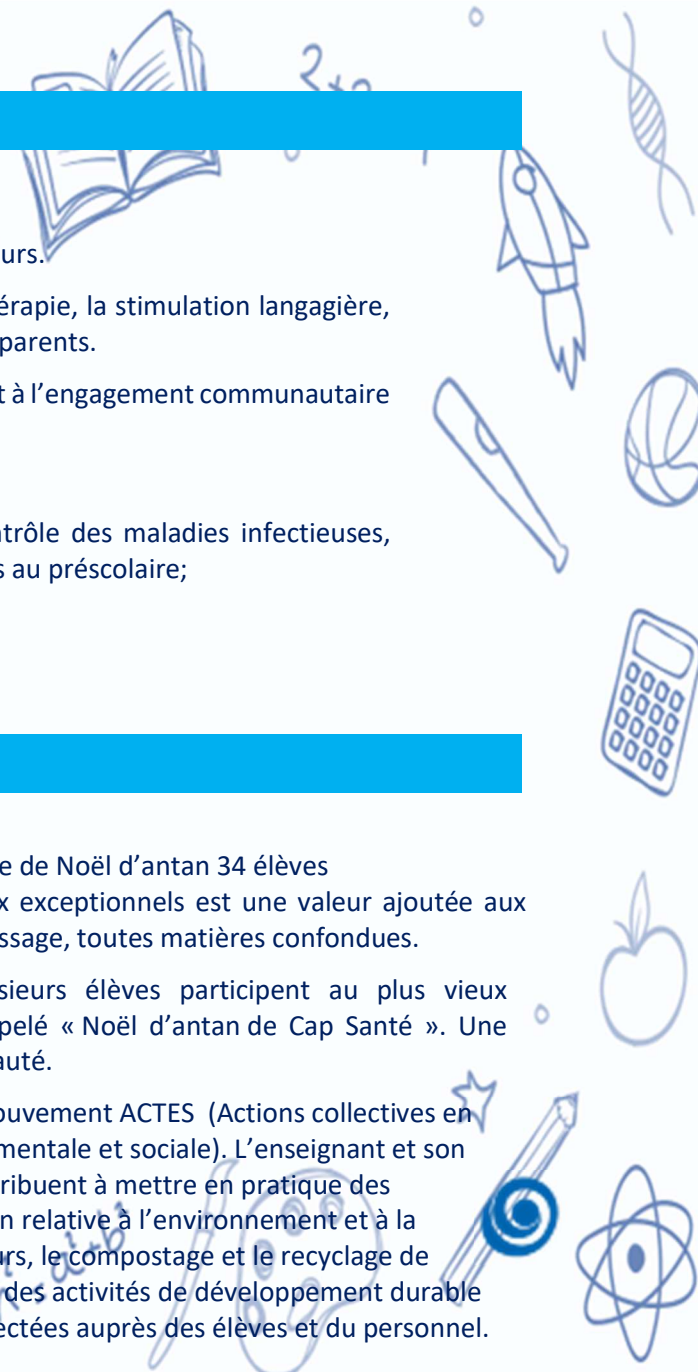 2+2
urs.
érapie, la stimulation langagière,
parents.
t à l’engagement communautaire
trôle des maladies infectieuses,
s au préscolaire;
e de Noël d’antan 34 élèves
x exceptionnels est une valeur ajoutée aux
ssage, toutes matières confondues.
sieurs élèves participent au plus vieux
pelé « Noël d’antan de Cap Santé ». Une
auté.
ouvement ACTES (Actions collectives en
mentale et sociale). L’enseignant et son
ribuent à mettre en pratique des
n relative à l’environnement et à la
urs, le compostage et le recyclage de
des activités de développement durable
ectées auprès des élèves et du personnel.